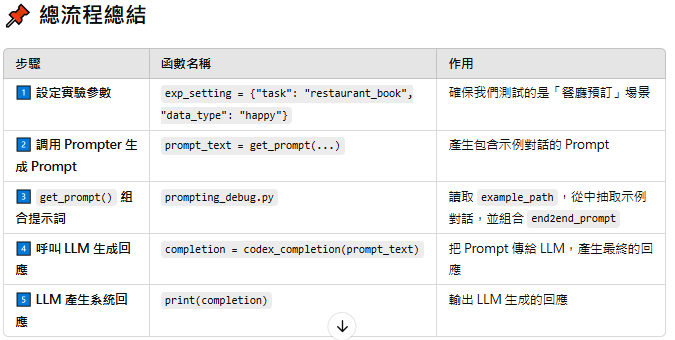 📌 總流程總結
步驟 函數名稱 作用
1️⃣ 設定實驗參數 exp_setting = {"task": "restaurant_book", 確保我們測試的是「餐廳預訂」場景
"data_type": "happy"}
2️⃣ 調用 Prompter 生 prompt_text = get_prompt(...) 產生包含示例對話的 Prompt
成 Prompt
3️⃣ get_prompt() 組 prompting_debug.py 讀取 example_path，從中抽取示例
合提示詞 對話，並組合 end2end_prompt
4️⃣ 呼叫 LLM 生成回 completion = codex_completion(prompt_text) 把 Prompt 傳給 LLM，產生最終的回
應 應
5️⃣ LLM 產生系統回 print(completion) 輸出 LLM 生成的回應
應